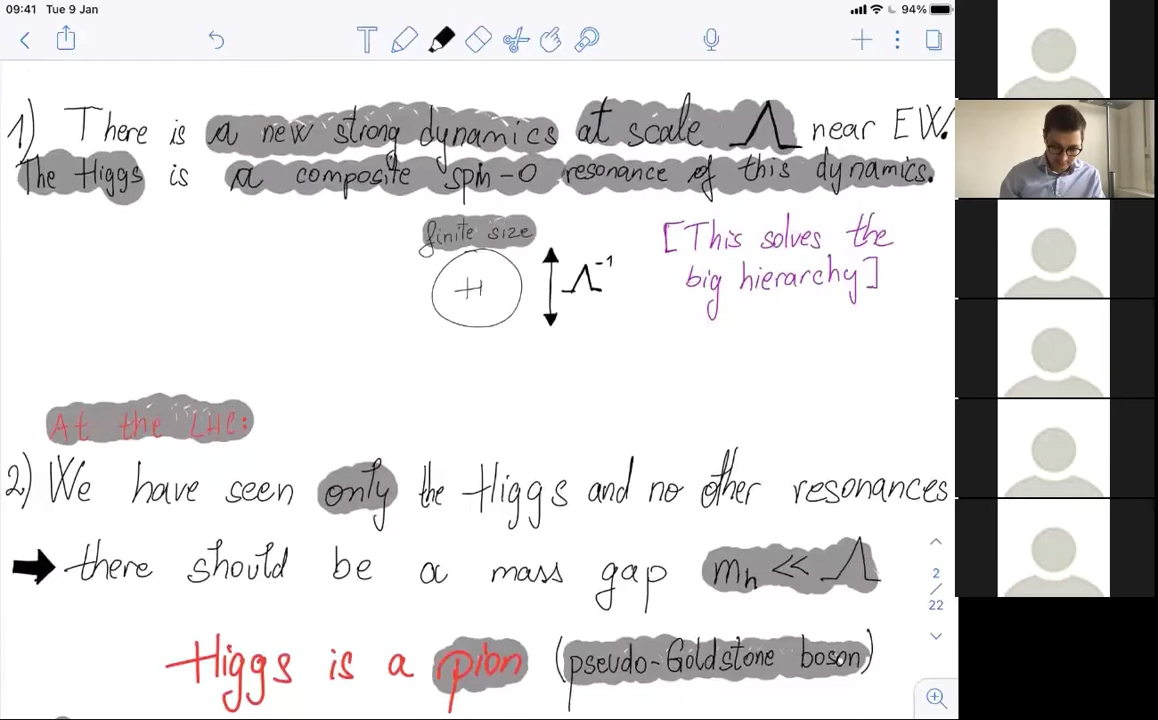 09:41 Tue 9 Jan
94%
1) There is a new strong dynamics at scale Λ near EW.
The Higgs is a composite spin-0 resonance of this dynamics.
finite size
H
Λ⁻¹
[This solves the
big hierarchy]
At the LHC:
2) We have seen only the Higgs and no other resonances
→ there should be a mass gap mₕ << Λ
Higgs is a pion (pseudo-Goldstone boson)
2
/
22